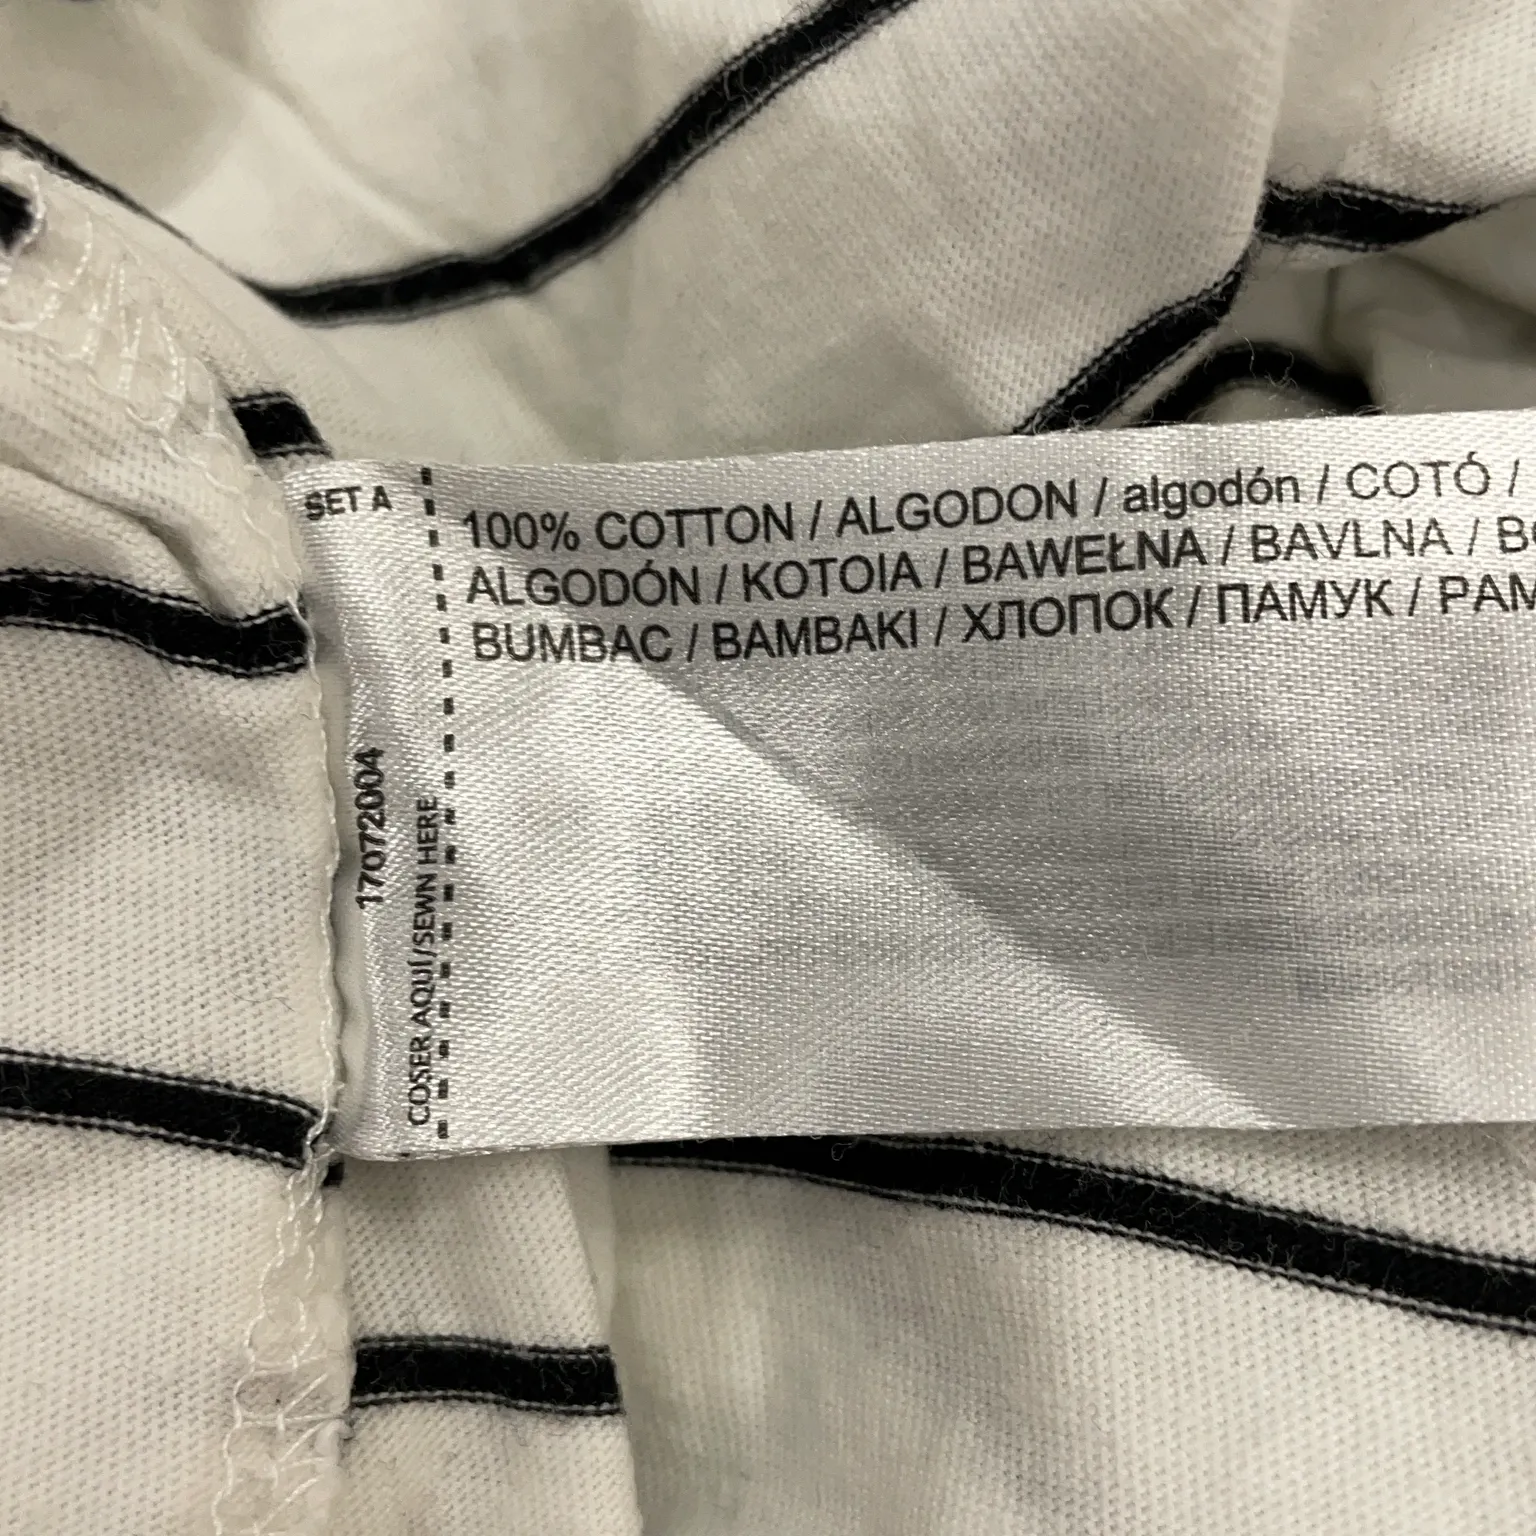 SET A
100% COTTON / ALGODON / algodón / COTÓ /
ALGODÓN / KOTOIA / BAWEŁNA / BAVLNA /
BUMBAC / BAMBAKI / ХЛОПОК / ПАМУК /
17072004
COSER AQUÍ/SEWN HERE